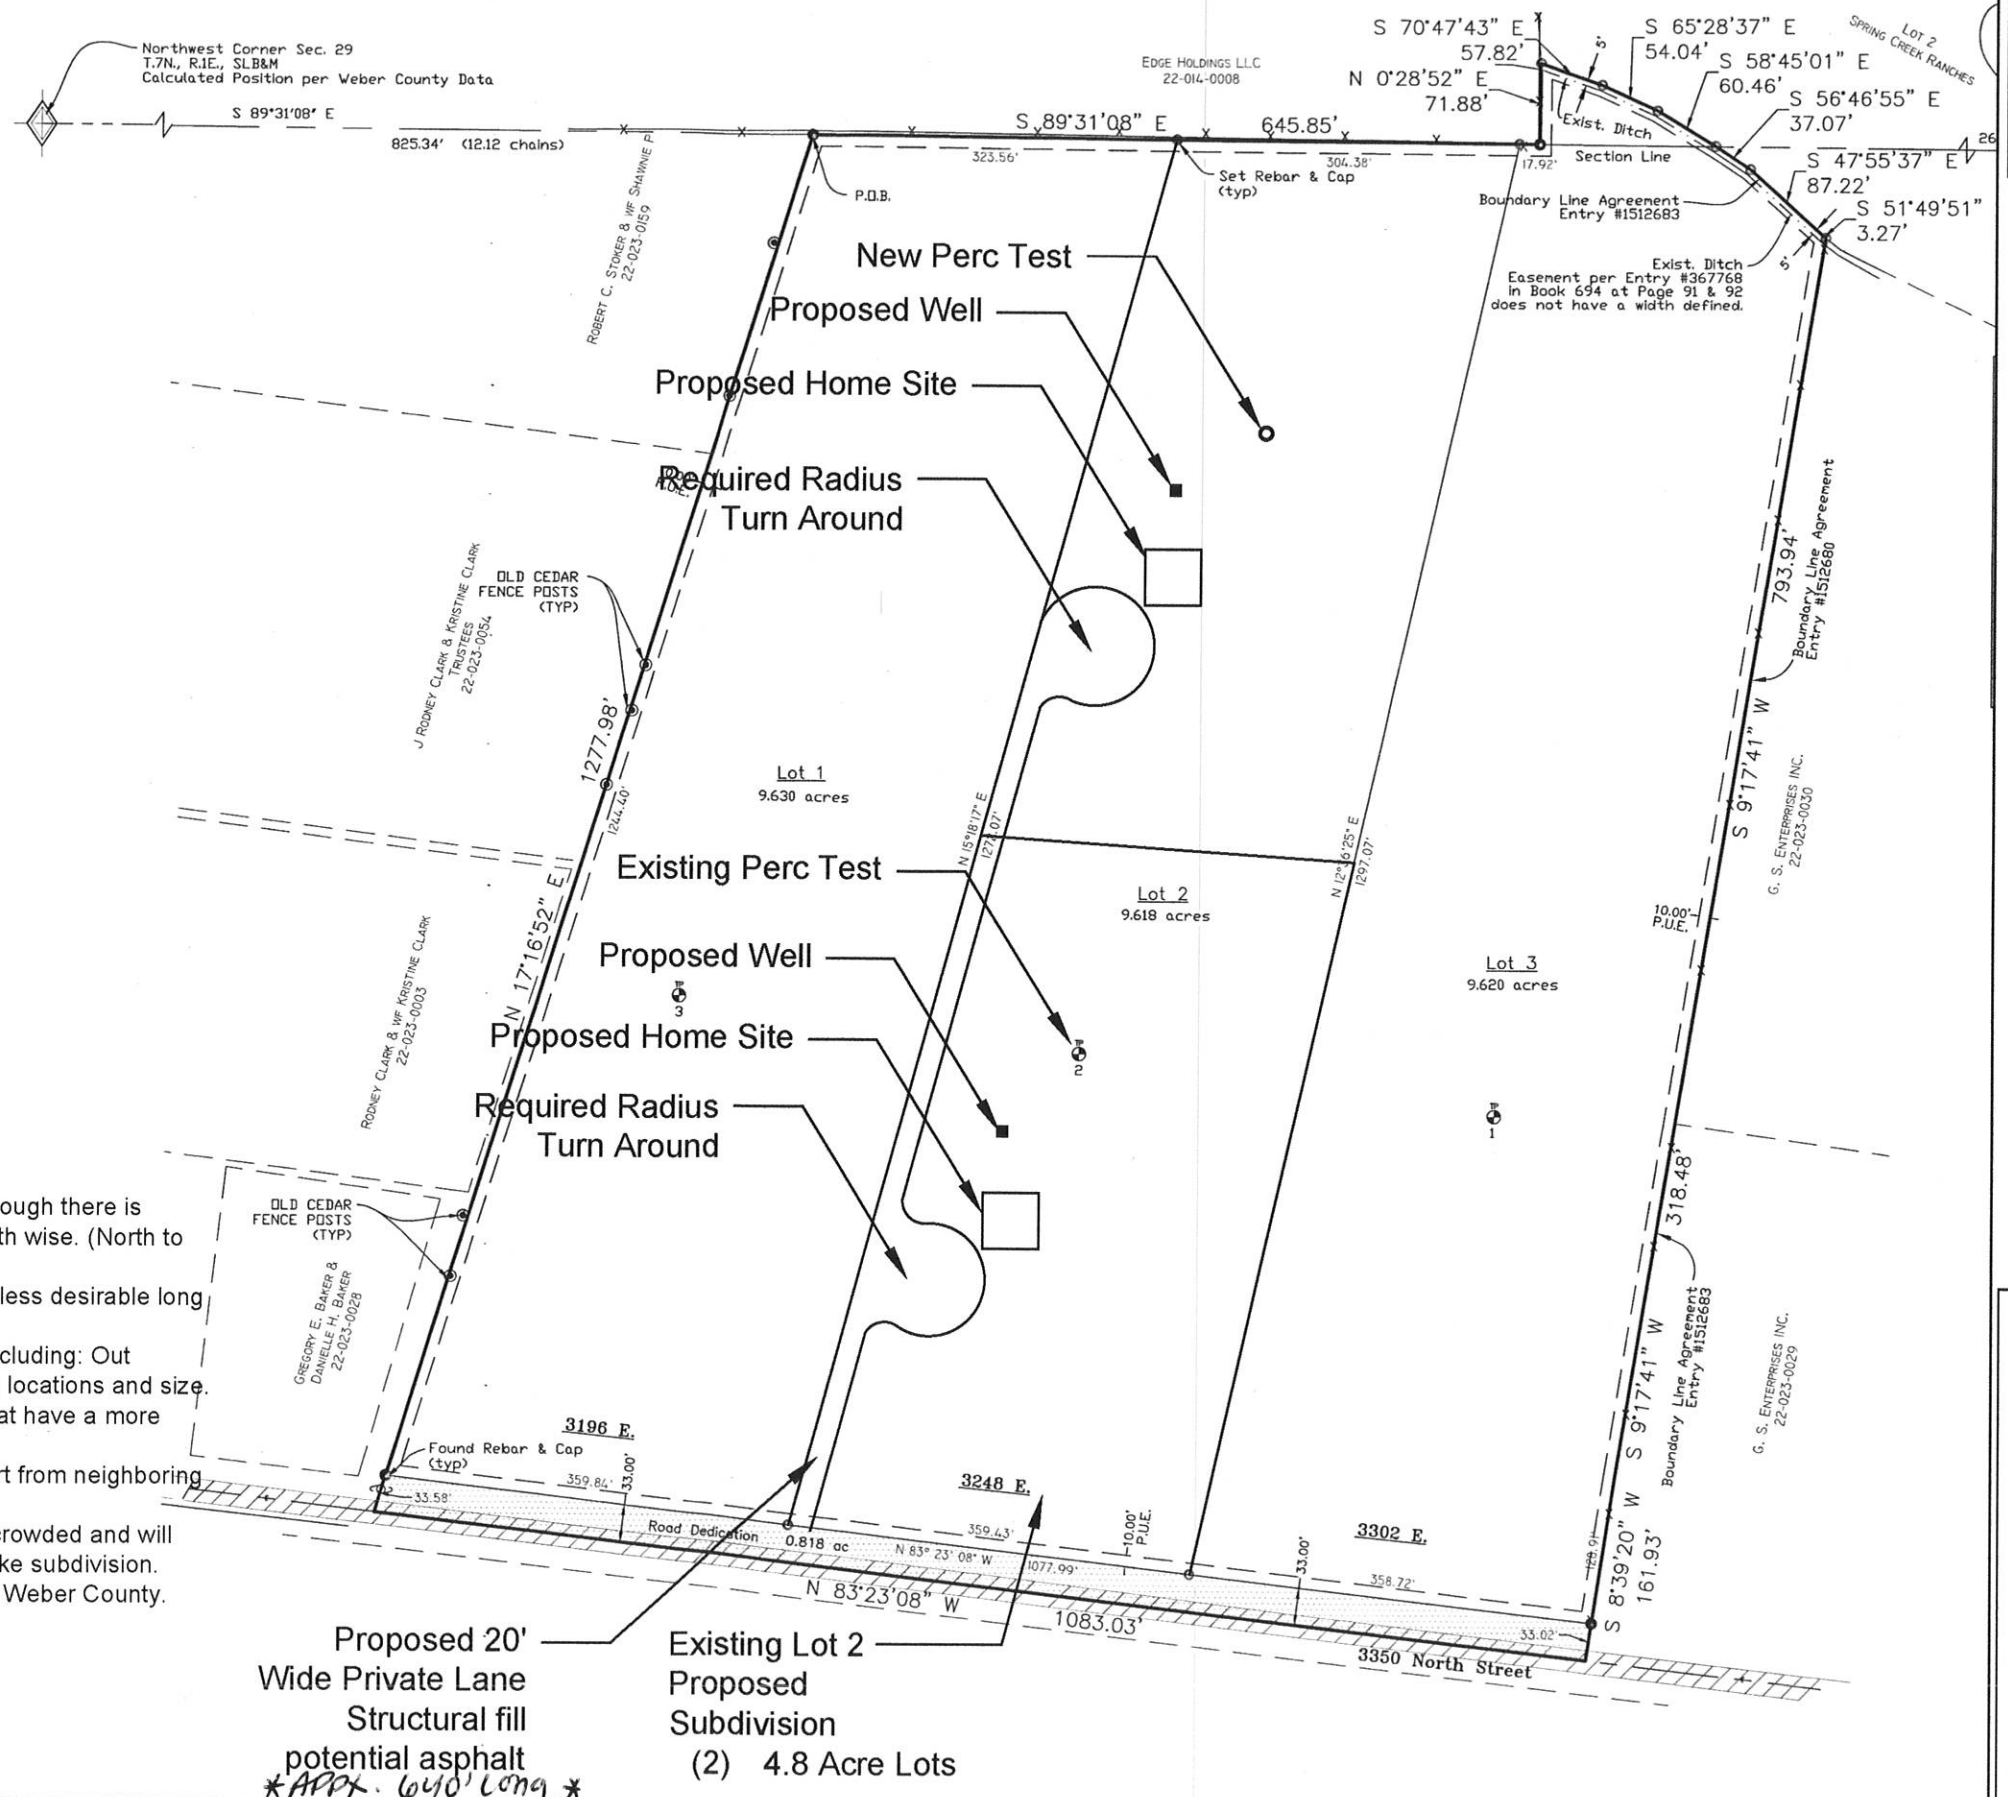 Northwest Corner Sec. 29
T.7N., R.1E., SLB&M
Calculated Position per Weber County Data
S 89°31'08" E
825.34' (12.12 chains)
EDGE HOLDINGS LLC
22-014-0008
S 89°31'08" E 645.85'
323.56'
304.38'
17.92'
S 70°47'43" E
57.82'
N 0°28'52" E
71.88'
5'
S 65°28'37" E
54.04'
S 58°45'01" E
60.46'
S 56°46'55" E
37.07'
S 47°55'37" E
87.22'
S 51°49'51"
3.27'
LOT 2
SPRING CREEK RANCHES
26
Exist. Ditch
Section Line
Boundary Line Agreement
Entry #1512683
Exist. Ditch
Easement per Entry #367768
in Book 694 at Page 91 & 92
does not have a width defined.
5'
Set Rebar & Cap
(typ)
P.O.B.
ROBERT C. STOKER & WF SHAWNIE P
22-023-0159
New Perc Test
Proposed Well
Proposed Home Site
Required Radius
Turn Around
P.U.E.
OLD CEDAR
FENCE POSTS
(TYP)
J RODNEY CLARK & KRISTINE CLARK
TRUSTEES
22-023-0054
1277.98'
1244.40'
N 17°16'52" E
Lot 1
9.630 acres
N 15°18'17" E
1272.07'
Lot 2
9.618 acres
N 12°36'25" E
1297.07'
Lot 3
9.620 acres
793.94'
Boundary Line Agreement
Entry #1512680
S 9°17'41" W
G. S. ENTERPRISES INC.
22-023-0030
10.00'
P.U.E.
Existing Perc Test
Proposed Well
3
2
1
Proposed Home Site
Required Radius
Turn Around
RODNEY CLARK & WF KRISTINE CLARK
22-023-0003
OLD CEDAR
FENCE POSTS
(TYP)
GREGORY E. BAKER &
DANIELLE H. BAKER
22-023-0028
318.48'
S 9°17'41" W
Boundary Line Agreement
Entry #1512683
G. S. ENTERPRISES INC.
22-023-0029
S 8°39'20" W
161.93'
128.91'
ough there is
th wise. (North to
less desirable long
cluding: Out
locations and size.
at have a more
rt from neighboring
crowded and will
ke subdivision.
Weber County.
3196 E.
Found Rebar & Cap
(typ)
33.58'
359.84'
33.00'
Road Dedication
0.818 ac
3248 E.
359.43'
N 83° 23' 08" W
1077.99'
10.00'
P.U.E.
3302 E.
33.00'
358.72'
33.02'
N 83°23'08" W
1083.03'
3350 North Street
Proposed 20'
Wide Private Lane
Structural fill
potential asphalt
*APPX. 640' Long *
Existing Lot 2
Proposed
Subdivision
(2) 4.8 Acre Lots